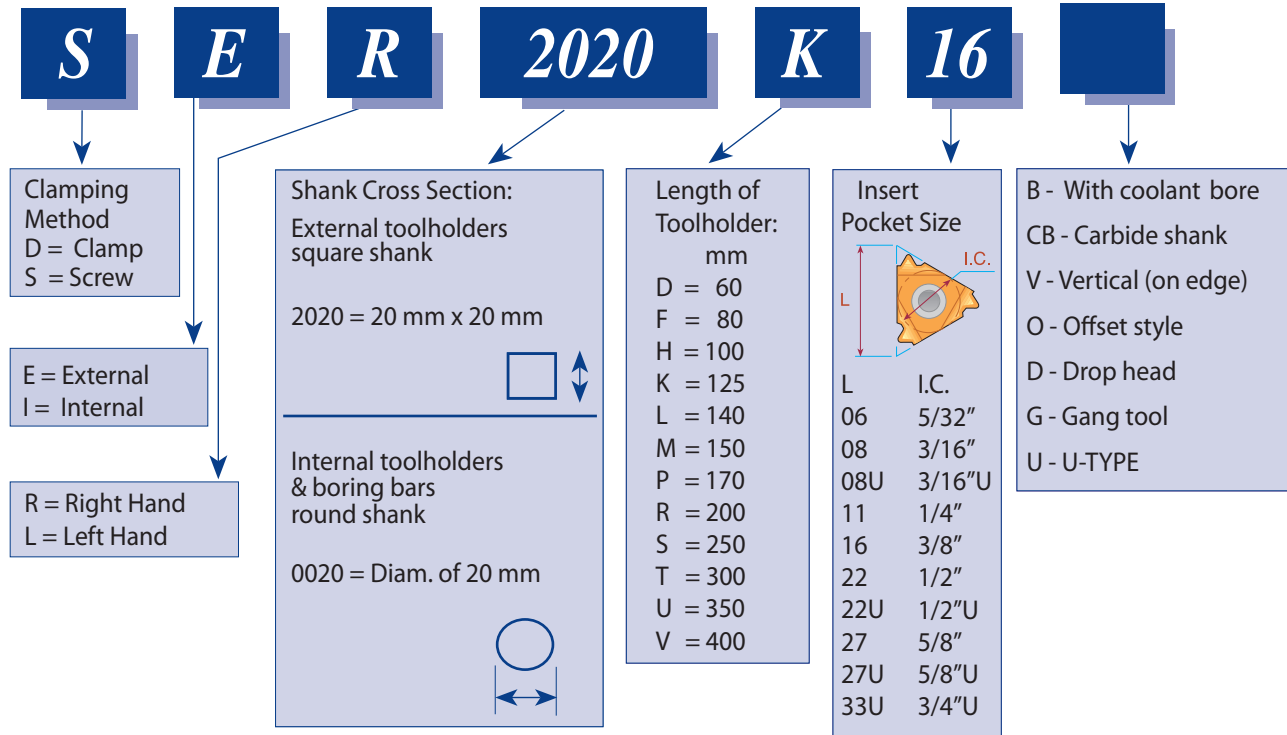 S E R 2020 K 16
Clamping
Method
D = Clamp
S = Screw
E = External
I = Internal
R = Right Hand
L = Left Hand
Shank Cross Section:
External toolholders
square shank
2020 = 20 mm x 20 mm
Internal toolholders
& boring bars
round shank
0020 = Diam. of 20 mm
Length of
Toolholder:
mm
D = 60
F = 80
H = 100
K = 125
L = 140
M = 150
P = 170
R = 200
S = 250
T = 300
U = 350
V = 400
Insert
Pocket Size
I.C.
L
L I.C.
06 5/32"
08 3/16"
08U 3/16"U
11 1/4"
16 3/8"
22 1/2"
22U 1/2"U
27 5/8"
27U 5/8"U
33U 3/4"U
B - With coolant bore
CB - Carbide shank
V - Vertical (on edge)
O - Offset style
D - Drop head
G - Gang tool
U - U-TYPE